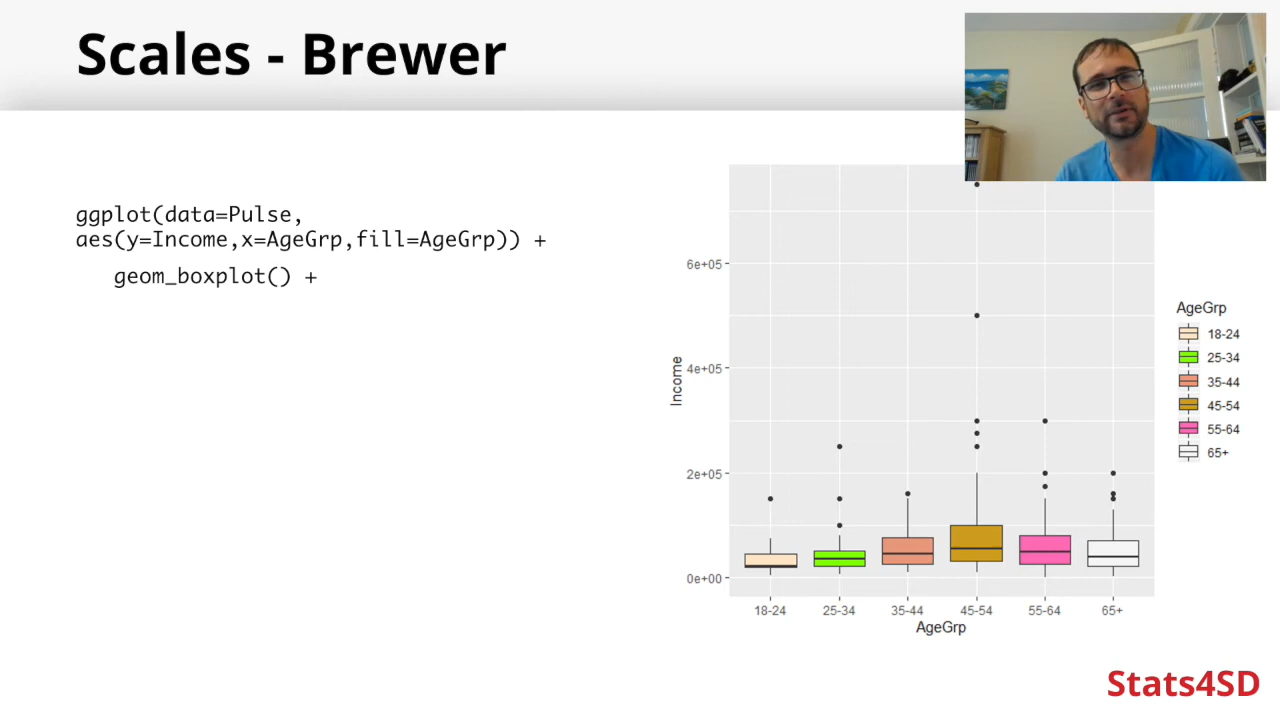 Scales - Brewer
ggplot(data=Pulse,
aes(y=Income,x=AgeGrp,fill=AgeGrp)) +
geom_boxplot() +
6e+05
4e+05
2e+05
0e+00
Income
18-24 25-34 35-44 45-54 55-64 65+
AgeGrp
AgeGrp
18-24
25-34
35-44
45-54
55-64
65+
Stats4SD